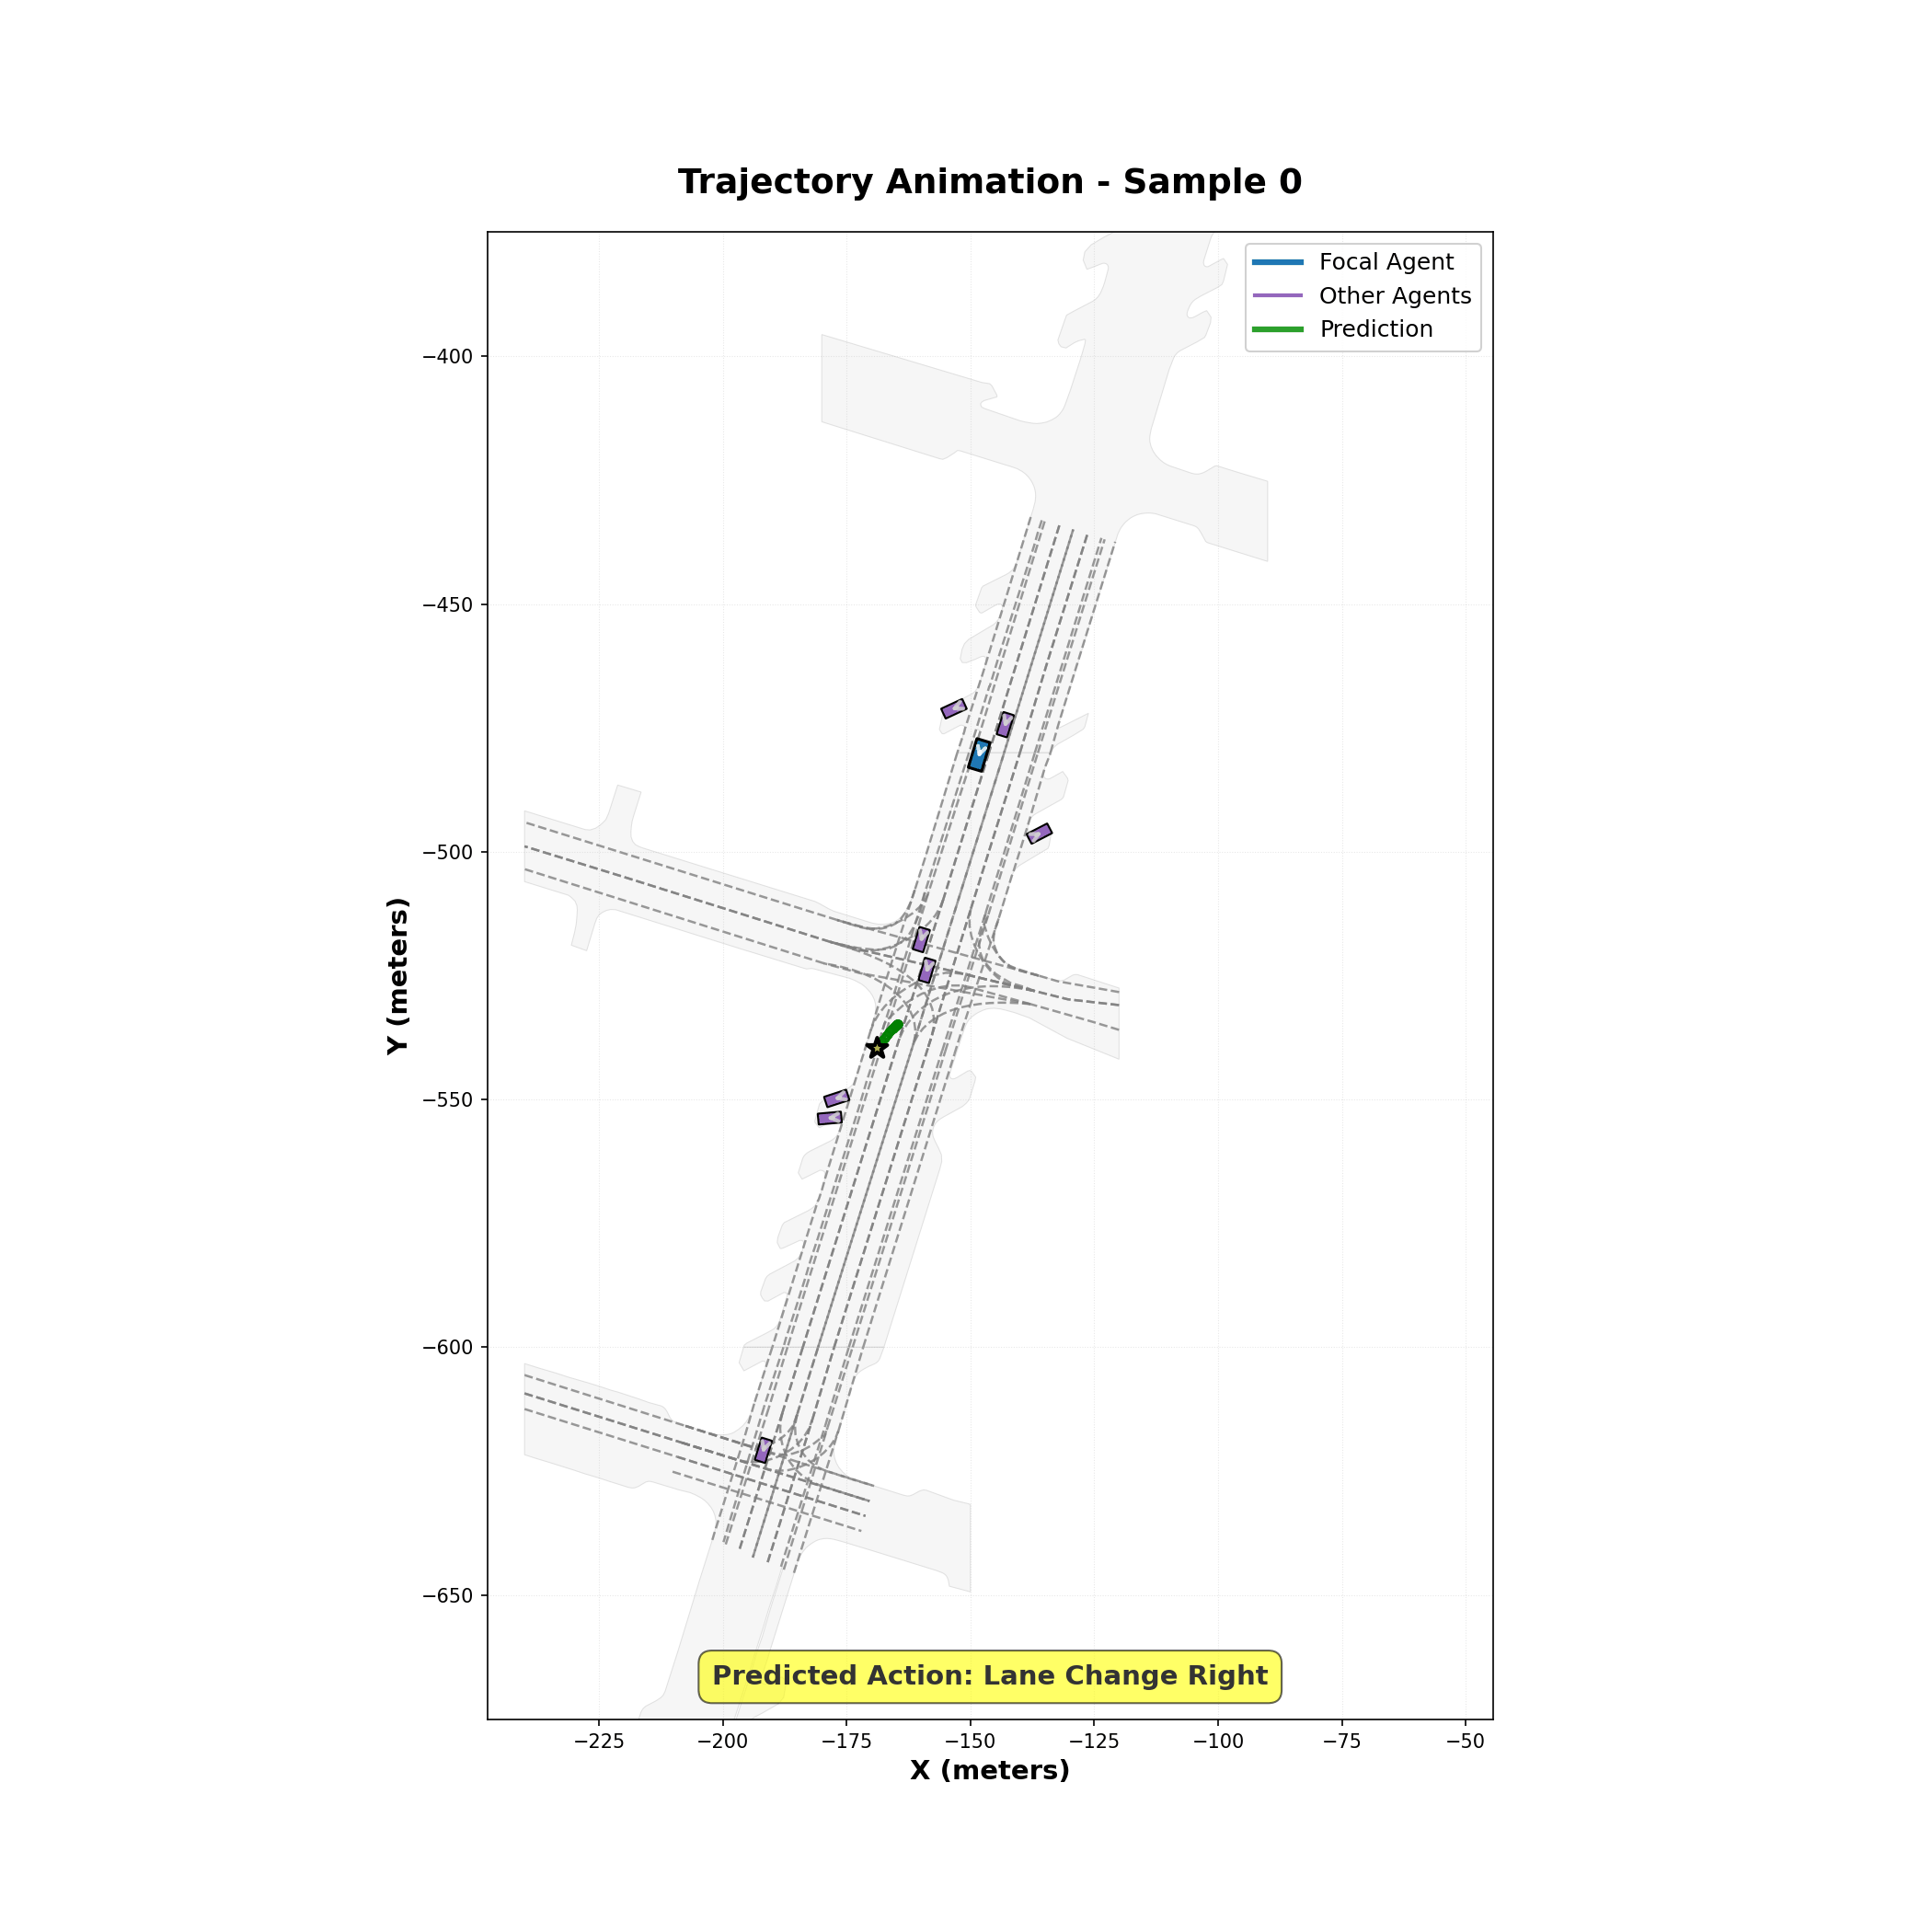 Trajectory Animation - Sample 0
Focal Agent
Other Agents
Prediction
−400
−450
−500
−550
−600
−650
Y (meters)
Predicted Action: Lane Change Right
−225
−200
−175
−150
−125
−100
−75
−50
X (meters)